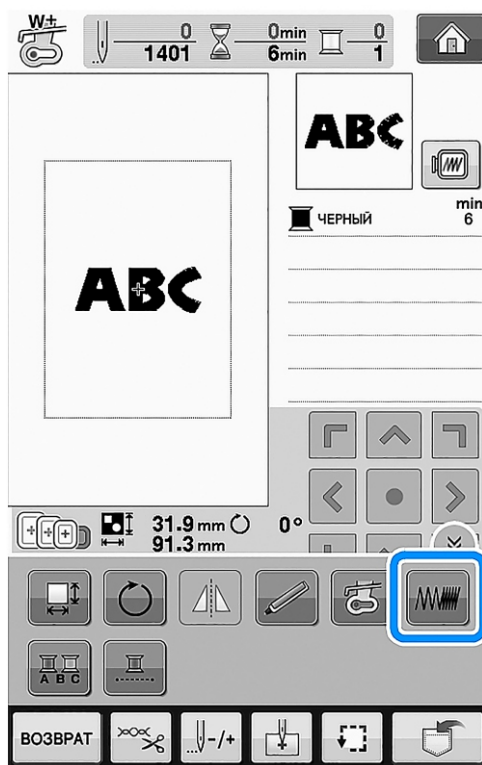 W+
0 0min 0
1401 6min 1
ABC
min
ЧЕРНЫЙ 6
ABC
31.9 mm 0°
91.3 mm
A B C
ВОЗВРАТ -/+